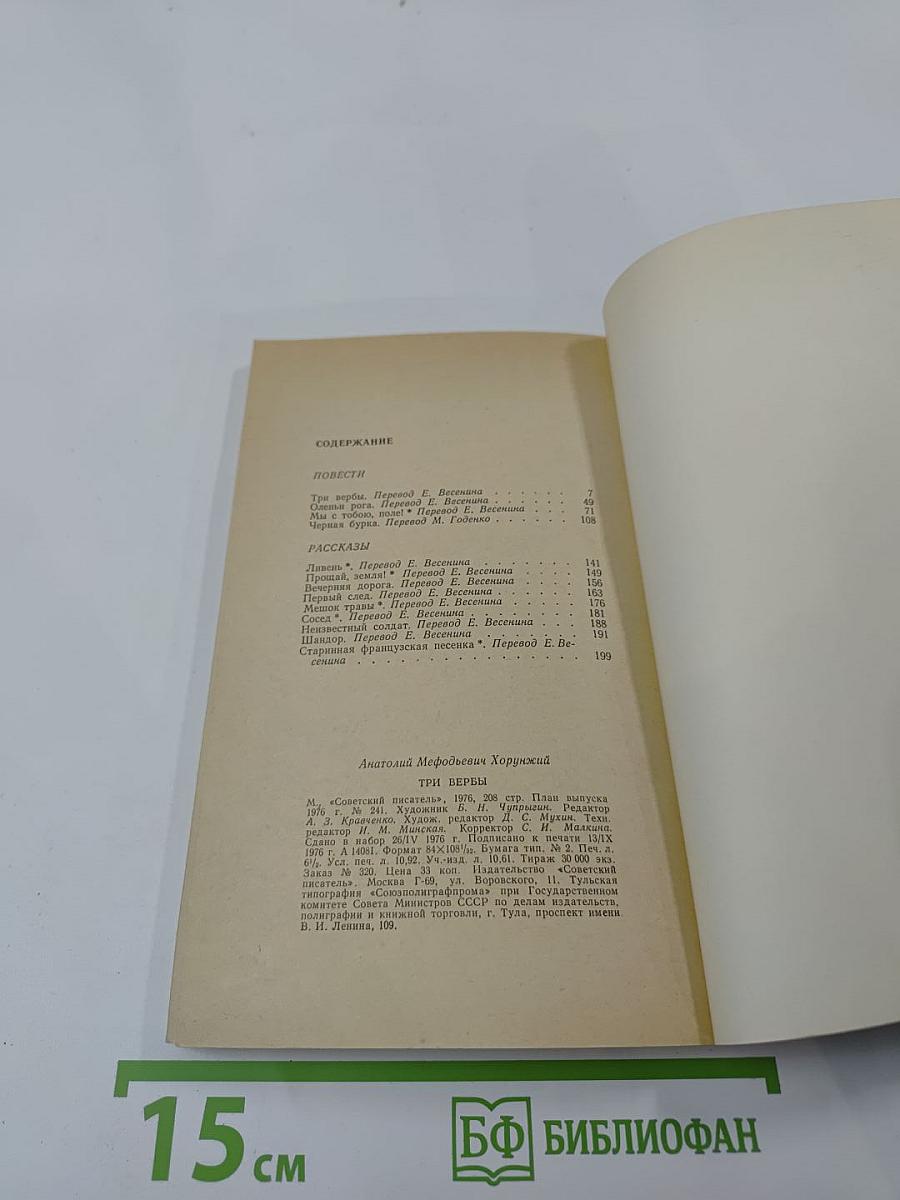 СОДЕРЖАНИЕ
ПОВЕСТИ
Три вербы. Перевод Е. Весенина . . . . . . 7
Оленьи рога. Перевод Е. Весенина . . . . . . 49
Мы с тобою, поле! * Перевод Е. Весенина . . . 71
Черная бурка. Перевод М. Годенко . . . . . . 108
РАССКАЗЫ
Ливень *. Перевод Е. Весенина . . . . . . . 141
Прощай, земля! * Перевод Е. Весенина . . . . 149
Вечерняя дорога. Перевод Е. Весенина . . . . 156
Первый след. Перевод Е. Весенина . . . . . . 163
Мешок травы *. Перевод Е. Весенина . . . . . 176
Сосед *. Перевод Е. Весенина . . . . . . . 181
Неизвестный солдат. Перевод Е. Весенина . . . 188
Шандор. Перевод Е. Весенина . . . . . . . 191
Старинная французская песенка *. Перевод Е. Ве-
сенина . . . . . . . . . . . . . . . . 199
Анатолий Мефодьевич Хорунжий
ТРИ ВЕРБЫ
М., «Советский писатель», 1976, 208 стр. План выпуска
1976 г. № 241. Художник Б. Н. Чупрыгин. Редактор
А. З. Кравченко. Худож. редактор Д. С. Мухин. Техн.
редактор И. М. Минская. Корректор С. И. Малкина.
Сдано в набор 26/IV 1976 г. Подписано к печати 13/IX
1976 г. А 14081. Формат 84×108¹/₃₂. Бумага тип. № 2. Печ. л.
6¹/₂. Усл. печ. л. 10,92. Уч.-изд. л. 10,61. Тираж 30 000 экз.
Заказ № 320. Цена 33 коп. Издательство «Советский
писатель». Москва Г-69, ул. Воровского, 11. Тульская
типография «Союзполиграфпрома» при Государственном
комитете Совета Министров СССР по делам издательств,
полиграфии и книжной торговли, г. Тула, проспект имени
В. И. Ленина, 109.
15 см
БФ БИБЛИОФАН